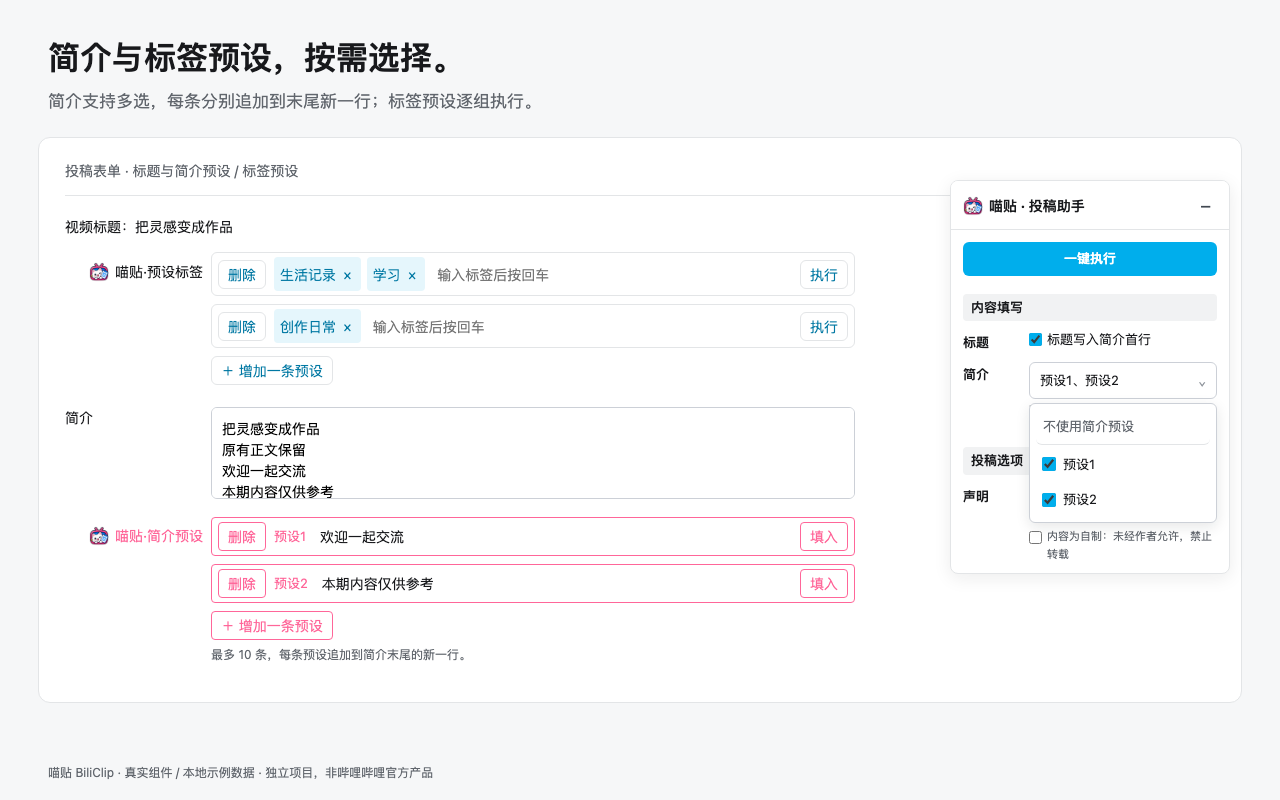 简介与标签预设，按需选择。
简介支持多选，每条分别追加到末尾新一行；标签预设逐组执行。
投稿表单 · 标题与简介预设 / 标签预设
视频标题：把灵感变成作品
喵贴·预设标签
删除 生活记录 × 学习 × 输入标签后按回车 执行
删除 创作日常 × 输入标签后按回车 执行
＋ 增加一条预设
简介
把灵感变成作品
原有正文保留
欢迎一起交流
本期内容仅供参考
喵贴·简介预设
删除 预设1 欢迎一起交流 填入
删除 预设2 本期内容仅供参考 填入
＋ 增加一条预设
最多 10 条，每条预设追加到简介末尾的新一行。
喵贴 · 投稿助手 −
一键执行
内容填写
标题 标题写入简介首行
简介 预设1、预设2
不使用简介预设
预设1
预设2
投稿选项
声明
内容为自制：未经作者允许，禁止
转载
喵贴 BiliClip · 真实组件 / 本地示例数据 · 独立项目，非哔哩哔哩官方产品